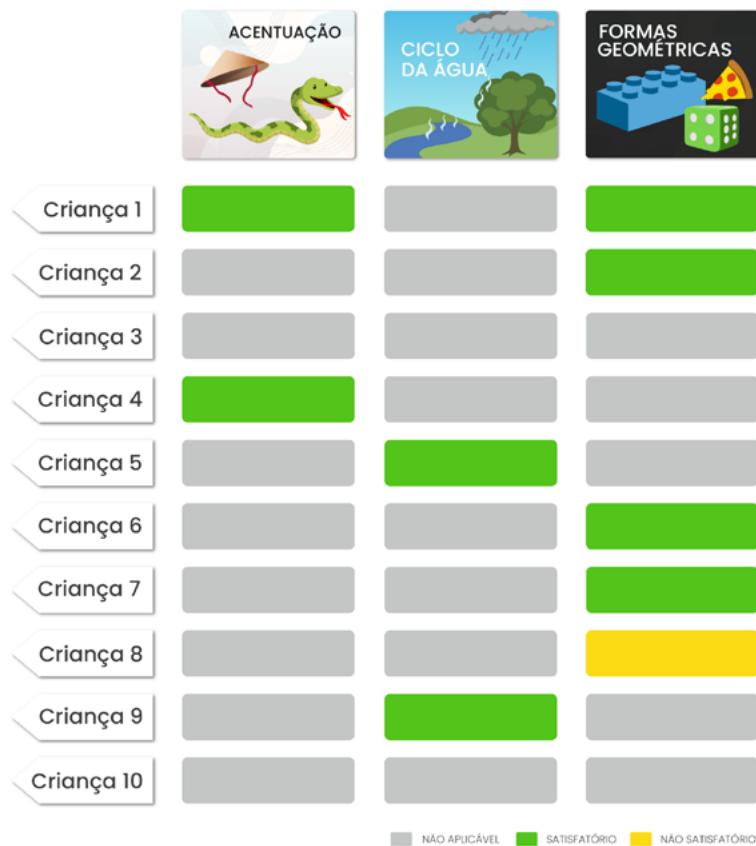 ACENTUAÇÃO
CICLO
DA ÁGUA
FORMAS
GEOMÉTRICAS
Criança 1
Criança 2
Criança 3
Criança 4
Criança 5
Criança 6
Criança 7
Criança 8
Criança 9
Criança 10
NÃO APLICÁVEL
SATISFATÓRIO
NÃO SATISFATÓRIO